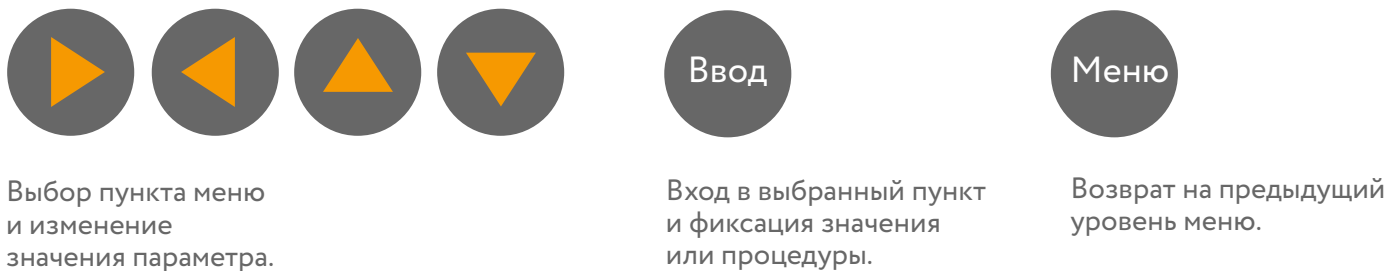 Ввод
Меню
Выбор пункта меню
и изменение
значения параметра.
Вход в выбранный пункт
и фиксация значения
или процедуры.
Возврат на предыдущий
уровень меню.